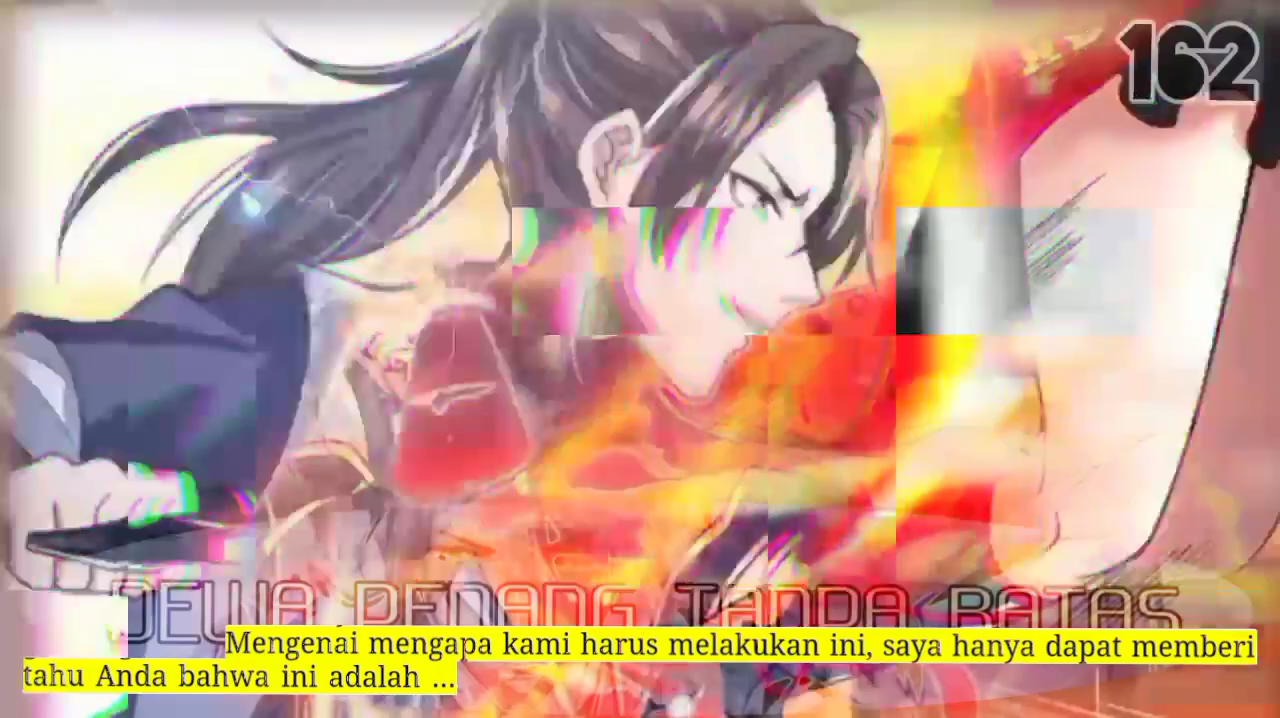 162
DEWA PEDANG TANPA BATAS
Mengenai mengapa kami harus melakukan ini, saya hanya dapat memberi
tahu Anda bahwa ini adalah ...